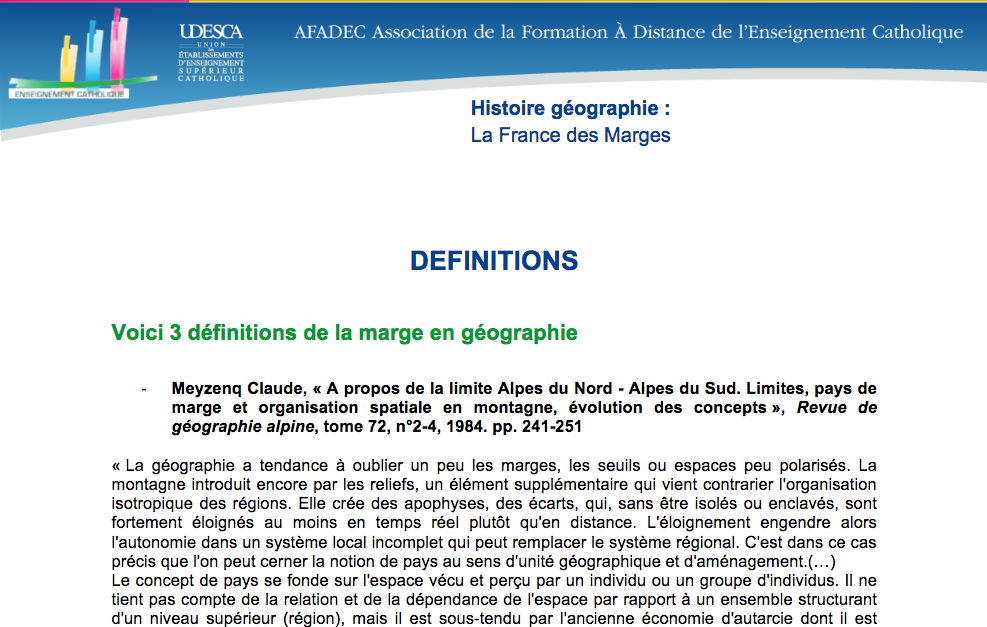 UDESCA
UNION
DES
ÉTABLISSEMENTS
D'ENSEIGNEMENT
SUPÉRIEUR
CATHOLIQUE
AFADEC Association de la Formation À Distance de l'Enseignement Catholique
ENSEIGNEMENT CATHOLIQUE
Histoire géographie :
La France des Marges
DEFINITIONS
Voici 3 définitions de la marge en géographie
- Meyzenq Claude, « A propos de la limite Alpes du Nord - Alpes du Sud. Limites, pays de
marge et organisation spatiale en montagne, évolution des concepts », Revue de
géographie alpine, tome 72, n°2-4, 1984. pp. 241-251
« La géographie a tendance à oublier un peu les marges, les seuils ou espaces peu polarisés. La
montagne introduit encore par les reliefs, un élément supplémentaire qui vient contrarier l'organisation
isotropique des régions. Elle crée des apophyses, des écarts, qui, sans être isolés ou enclavés, sont
fortement éloignés au moins en temps réel plutôt qu'en distance. L'éloignement engendre alors
l'autonomie dans un système local incomplet qui peut remplacer le système régional. C'est dans ce cas
précis que l'on peut cerner la notion de pays au sens d'unité géographique et d'aménagement.(…)
Le concept de pays se fonde sur l'espace vécu et perçu par un individu ou un groupe d'individus. Il ne
tient pas compte de la relation et de la dépendance de l'espace par rapport à un ensemble structurant
d'un niveau supérieur (région), mais il est sous-tendu par l'ancienne économie d'autarcie dont il est